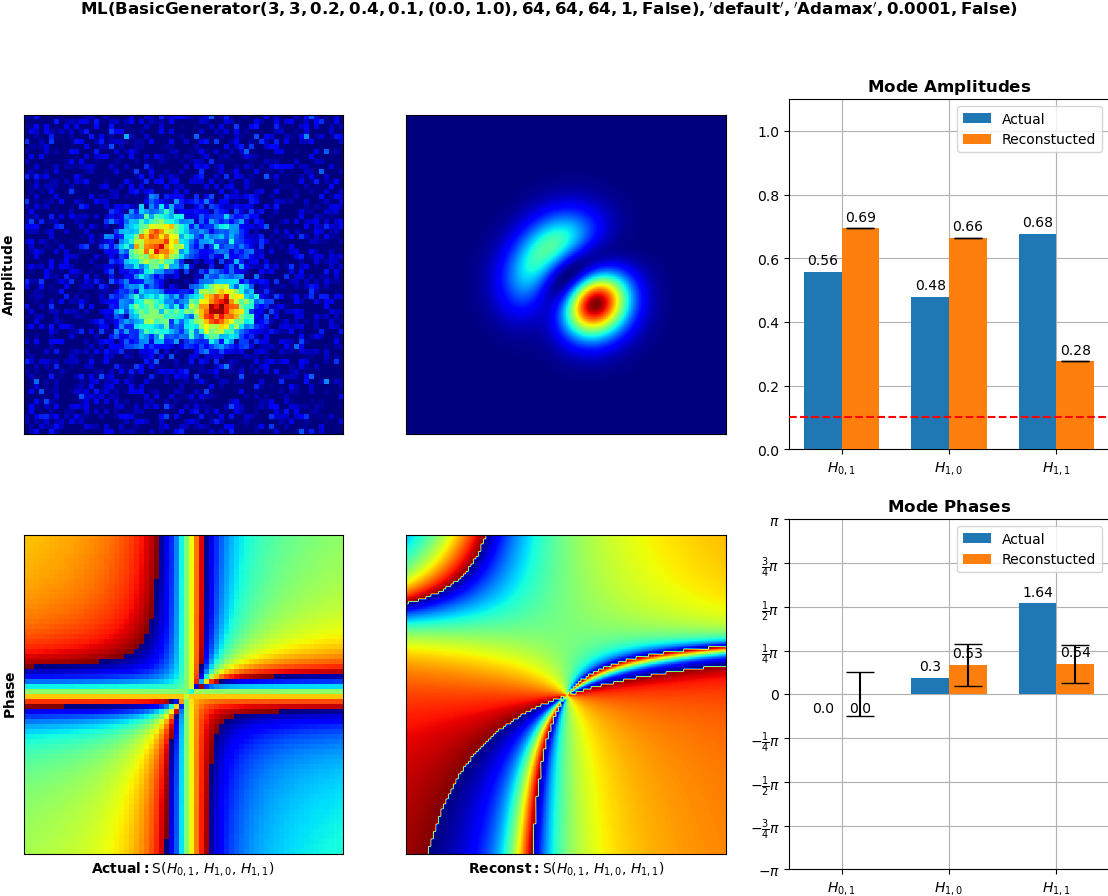 ML(BasicGenerator(3, 3, 0.2, 0.4, 0.1, (0.0, 1.0), 64, 64, 64, 1, False), ′default′, ′Adamax′, 0.0001, False)
Amplitude
Mode Amplitudes
Actual
Reconstucted
1.0
0.8
0.6
0.4
0.2
0.0
0.56
0.69
0.48
0.66
0.68
0.28
H0,1
H1,0
H1,1
Phase
Actual: S(H0,1, H1,0, H1,1)
Reconst: S(H0,1, H1,0, H1,1)
Mode Phases
Actual
Reconstucted
π
3/4π
1/2π
1/4π
0
−1/4π
−1/2π
−3/4π
−π
0.0
0.0
0.3
0.53
1.64
0.54
H0,1
H1,0
H1,1